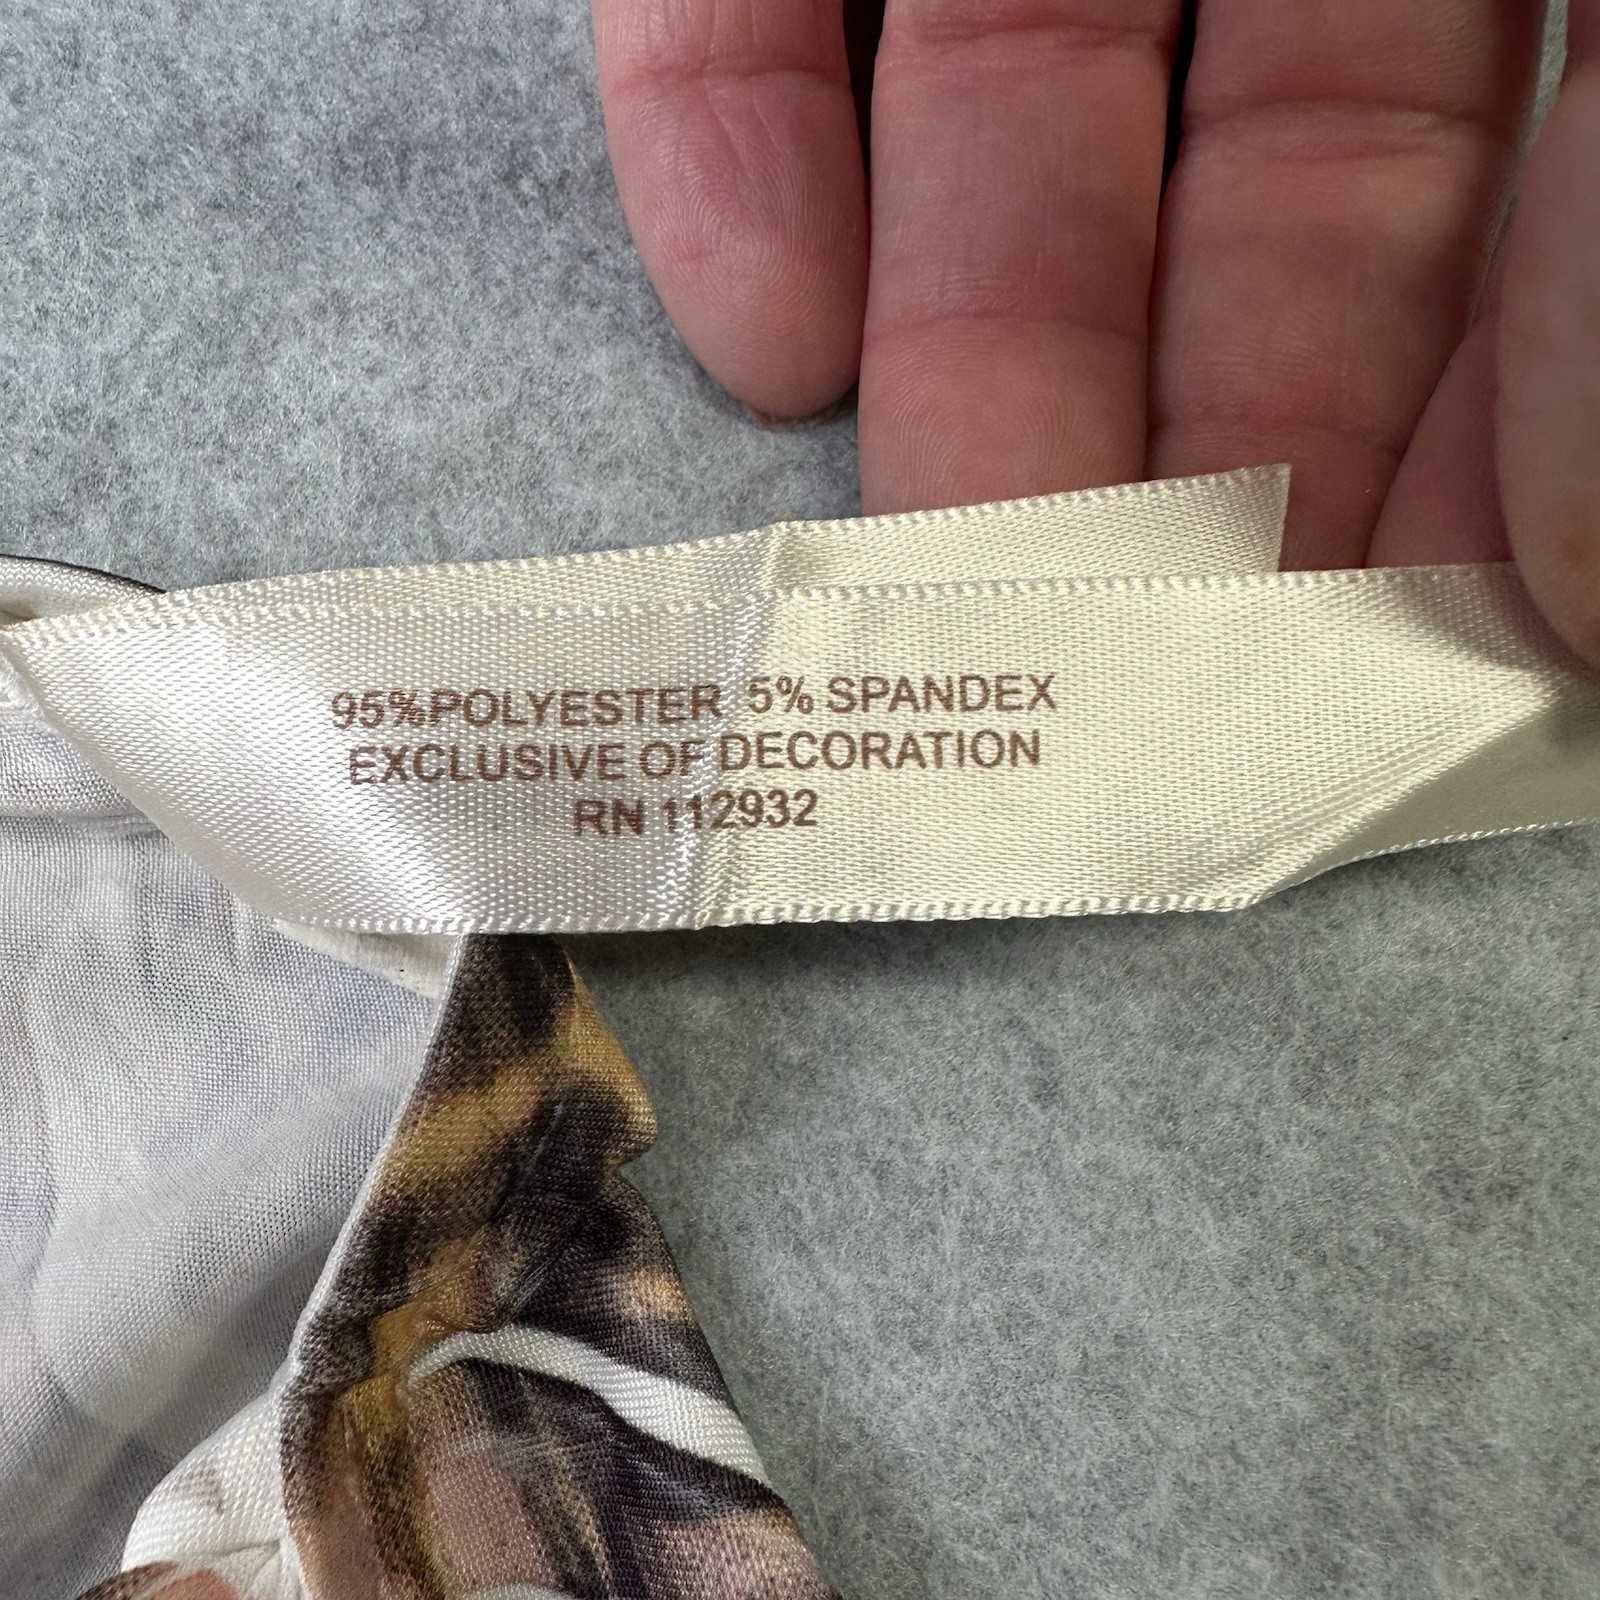 95%POLYESTER 5% SPANDEX
EXCLUSIVE OF DECORATION
RN 112932